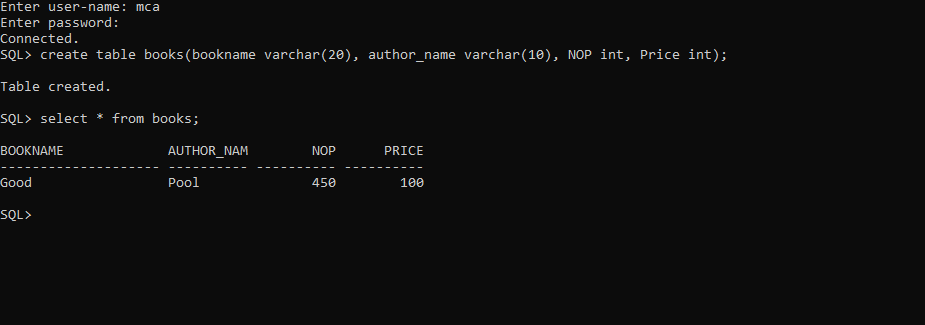 Enter user-name: mca
Enter password:
Connected.
SQL> create table books(bookname varchar(20), author_name varchar(10), NOP int, Price int);
Table created.
SQL> select * from books;
BOOKNAME             AUTHOR_NAM        NOP      PRICE
-------------------- ---------- ---------- ----------
Good                 Pool              450        100
SQL>